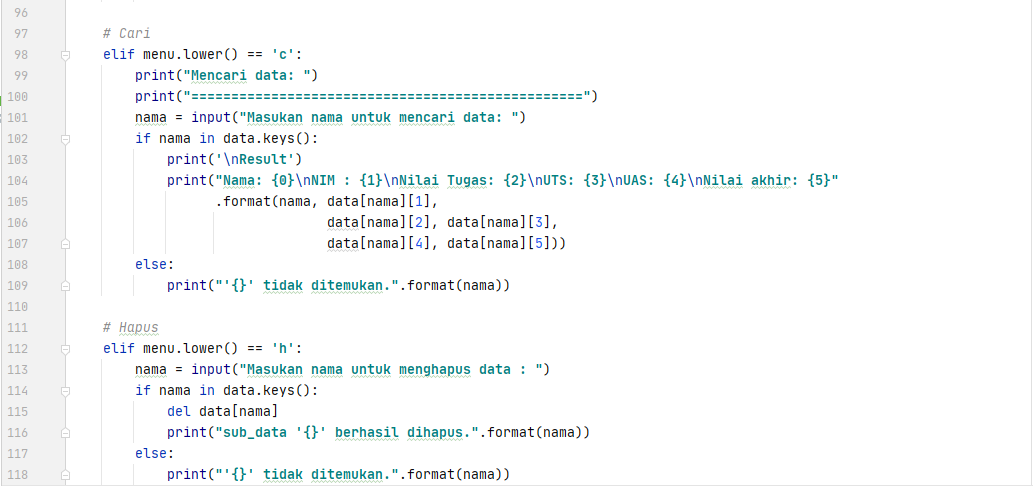 96
97 # Cari
98 elif menu.lower() == 'c':
99 print("Mencari data: ")
100 print("=================================================")
101 nama = input("Masukan nama untuk mencari data: ")
102 if nama in data.keys():
103 print('\nResult')
104 print("Nama: {0}\nNIM : {1}\nNilai Tugas: {2}\nUTS: {3}\nUAS: {4}\nNilai akhir: {5}"
105 .format(nama, data[nama][1],
106 data[nama][2], data[nama][3],
107 data[nama][4], data[nama][5]))
108 else:
109 print("'{}' tidak ditemukan.".format(nama))
110
111 # Hapus
112 elif menu.lower() == 'h':
113 nama = input("Masukan nama untuk menghapus data : ")
114 if nama in data.keys():
115 del data[nama]
116 print("sub_data '{}' berhasil dihapus.".format(nama))
117 else:
118 print("'{}' tidak ditemukan.".format(nama))